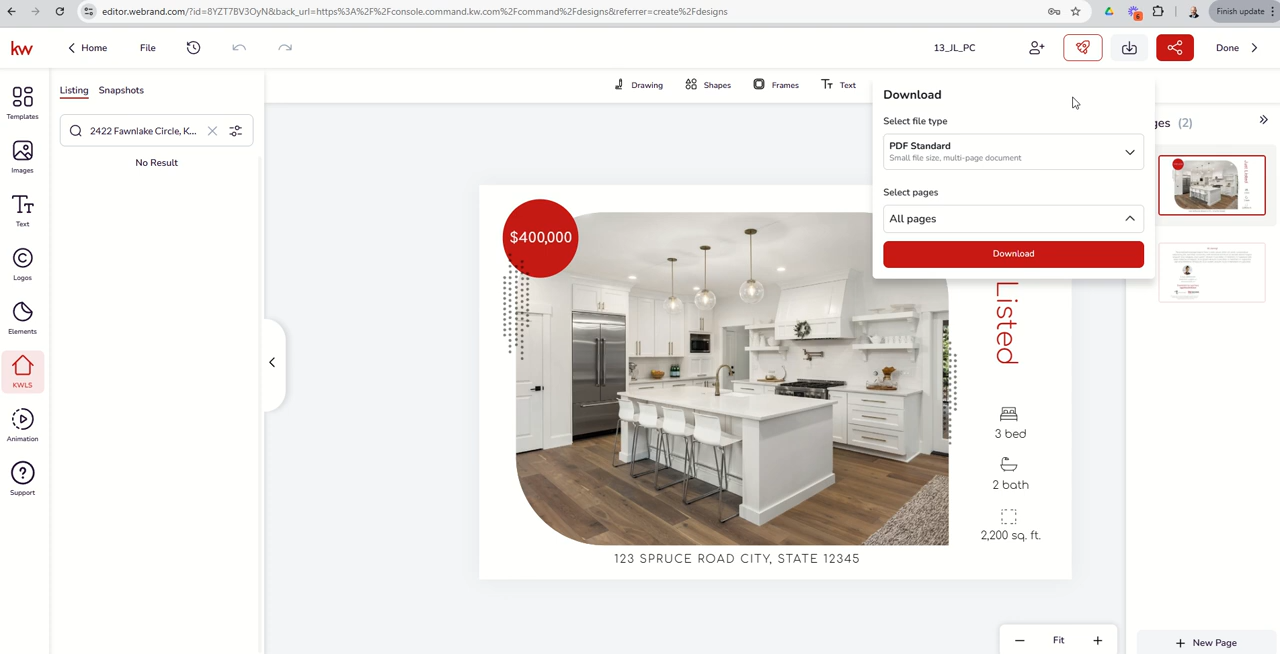 editor.webrand.com/?id=8YZT7BV3OyN&back_url=https%3A%2F%2Fconsole.command.kw.com%2Fcommand%2Fdesigns&referrer=create%2Fdesigns
6
Finish update
kw
Home
File
13_JL_PC
Done
Listing
Snapshots
Drawing
Shapes
Frames
Text
Templates
2422 Fawnlake Circle, K...
No Result
Images
Text
Logos
Elements
KWLS
Animation
Support
Download
Select file type
PDF Standard
Small file size, multi-page document
Select pages
All pages
Download
ges (2)
$400,000
Listed
3 bed
2 bath
2,200 sq. ft.
123 SPRUCE ROAD CITY, STATE 12345
Fit
New Page